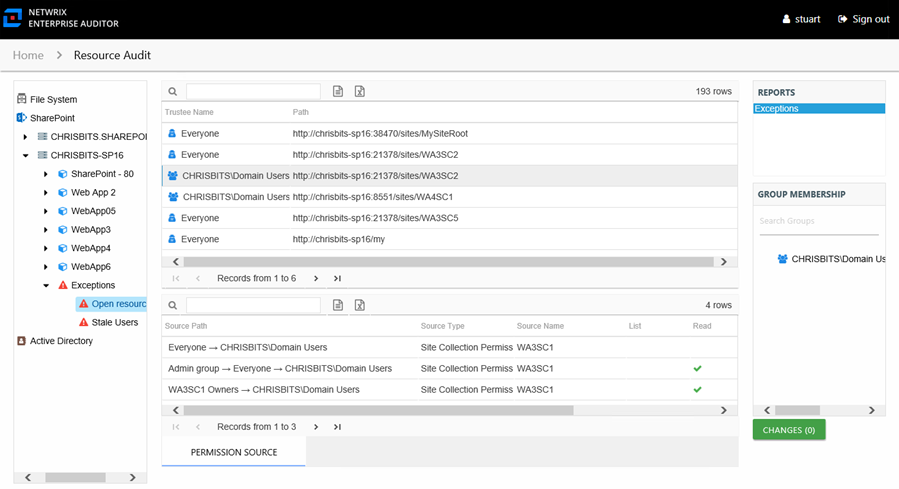 NETWRIX
ENTERPRISE AUDITOR
stuart
Sign out
Home > Resource Audit
File System
SharePoint
CHRISBITS.SHAREPOI
CHRISBITS-SP16
SharePoint - 80
Web App 2
WebApp05
WebApp3
WebApp4
WebApp6
Exceptions
Open resourc
Stale Users
Active Directory
193 rows
Trustee Name Path
Everyone http://chrisbits-sp16:38470/sites/MySiteRoot
Everyone http://chrisbits-sp16:21378/sites/WA3SC2
CHRISBITS\Domain Users http://chrisbits-sp16:21378/sites/WA3SC2
CHRISBITS\Domain Users http://chrisbits-sp16:8551/sites/WA4SC1
Everyone http://chrisbits-sp16:21378/sites/WA3SC5
Everyone http://chrisbits-sp16/my
Records from 1 to 6
4 rows
Source Path Source Type Source Name List Read
Everyone → CHRISBITS\Domain Users Site Collection Permiss WA3SC1
Admin group → Everyone → CHRISBITS\Domain Users Site Collection Permiss WA3SC1
WA3SC1 Owners → CHRISBITS\Domain Users Site Collection Permiss WA3SC1
Records from 1 to 3
PERMISSION SOURCE
REPORTS
Exceptions
GROUP MEMBERSHIP
Search Groups
CHRISBITS\Domain Us
CHANGES (0)